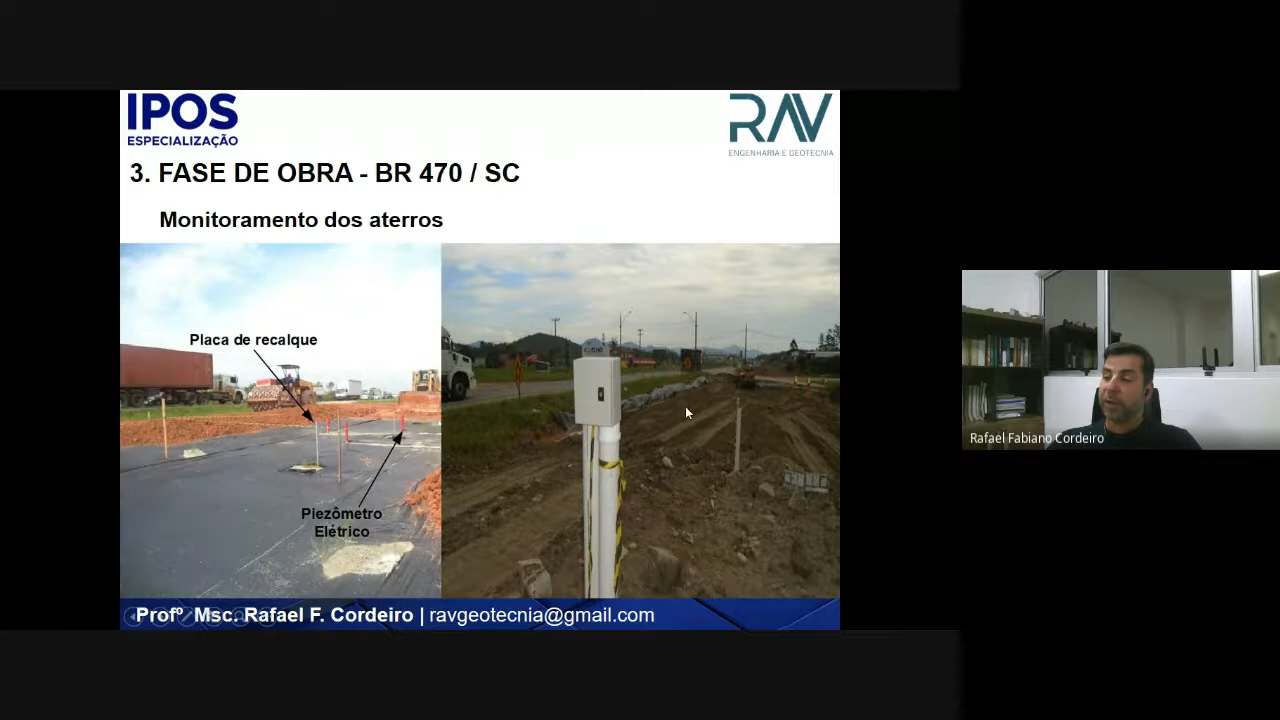 IPOS
ESPECIALIZAÇÃO
RAV
ENGENHARIA E GEOTECNIA
3. FASE DE OBRA - BR 470 / SC
Monitoramento dos aterros
Placa de recalque
Piezômetro
Elétrico
Profº Msc. Rafael F. Cordeiro | ravgeotecnia@gmail.com
Rafael Fabiano Cordeiro